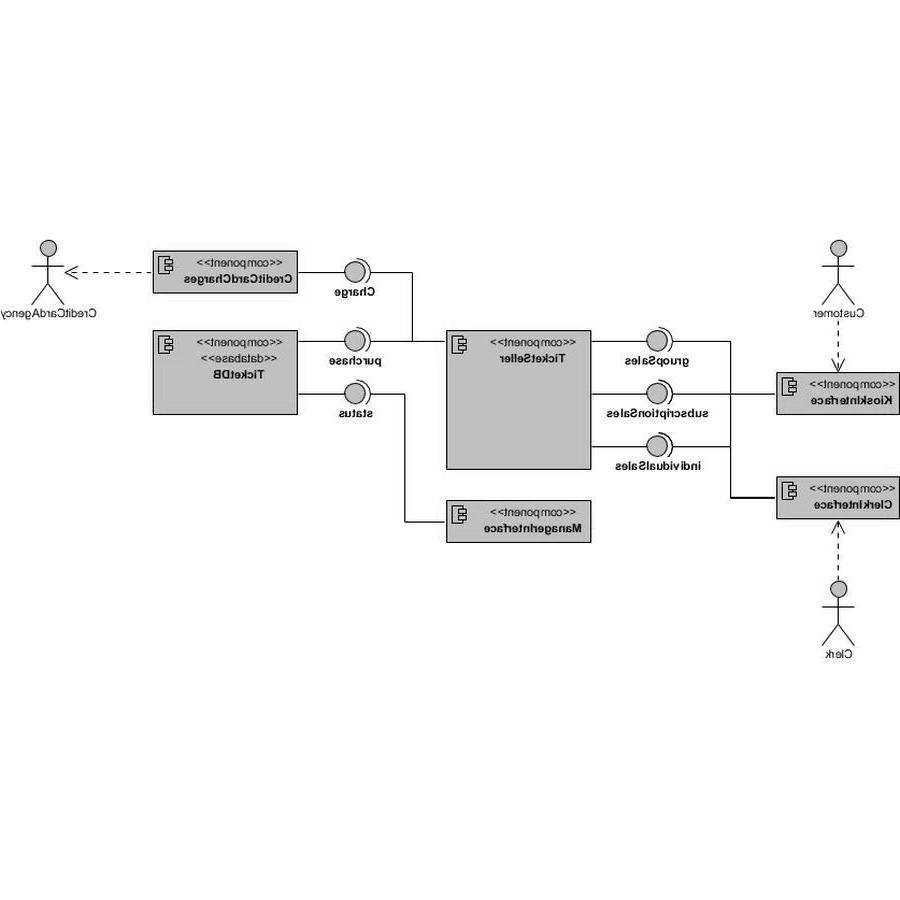 <<component>>
CreditCardCharges
Charge
CreditCardAgency
Customer
<<component>>
<<database>>
TicketDB
purchase
status
<<component>>
TicketSeller
gruopSales
subscriptionSales
individualSales
<<component>>
KioskInterface
<<component>>
ManagerInterface
<<component>>
ClerkInterface
Clerk